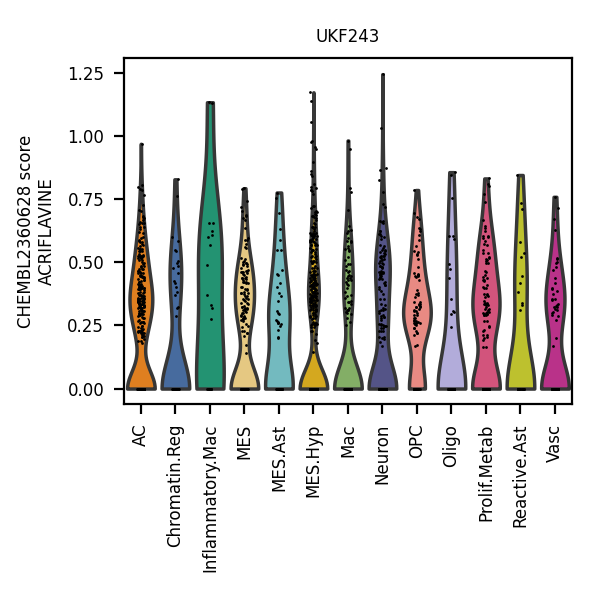 UKF243
CHEMBL2360628 score
ACRIFLAVINE
1.25
1.00
0.75
0.50
0.25
0.00
AC
Chromatin.Reg
Inflammatory.Mac
MES
MES.Ast
MES.Hyp
Mac
Neuron
OPC
Oligo
Prolif.Metab
Reactive.Ast
Vasc